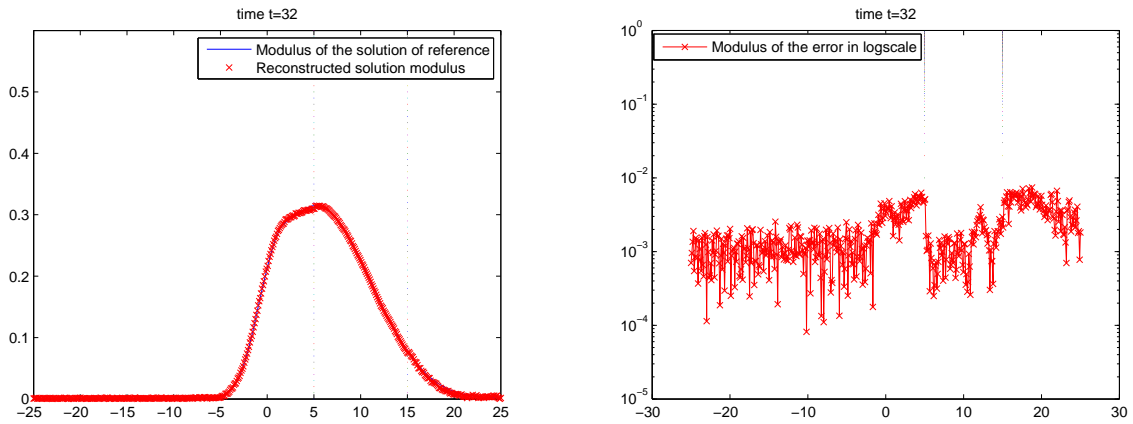 time t=32
Modulus of the solution of reference
Reconstructed solution modulus
0.5
0.4
0.3
0.2
0.1
0
−25 −20 −15 −10 −5 0 5 10 15 20 25
time t=32
Modulus of the error in logscale
10^0
10^−1
10^−2
10^−3
10^−4
10^−5
−30 −20 −10 0 10 20 30